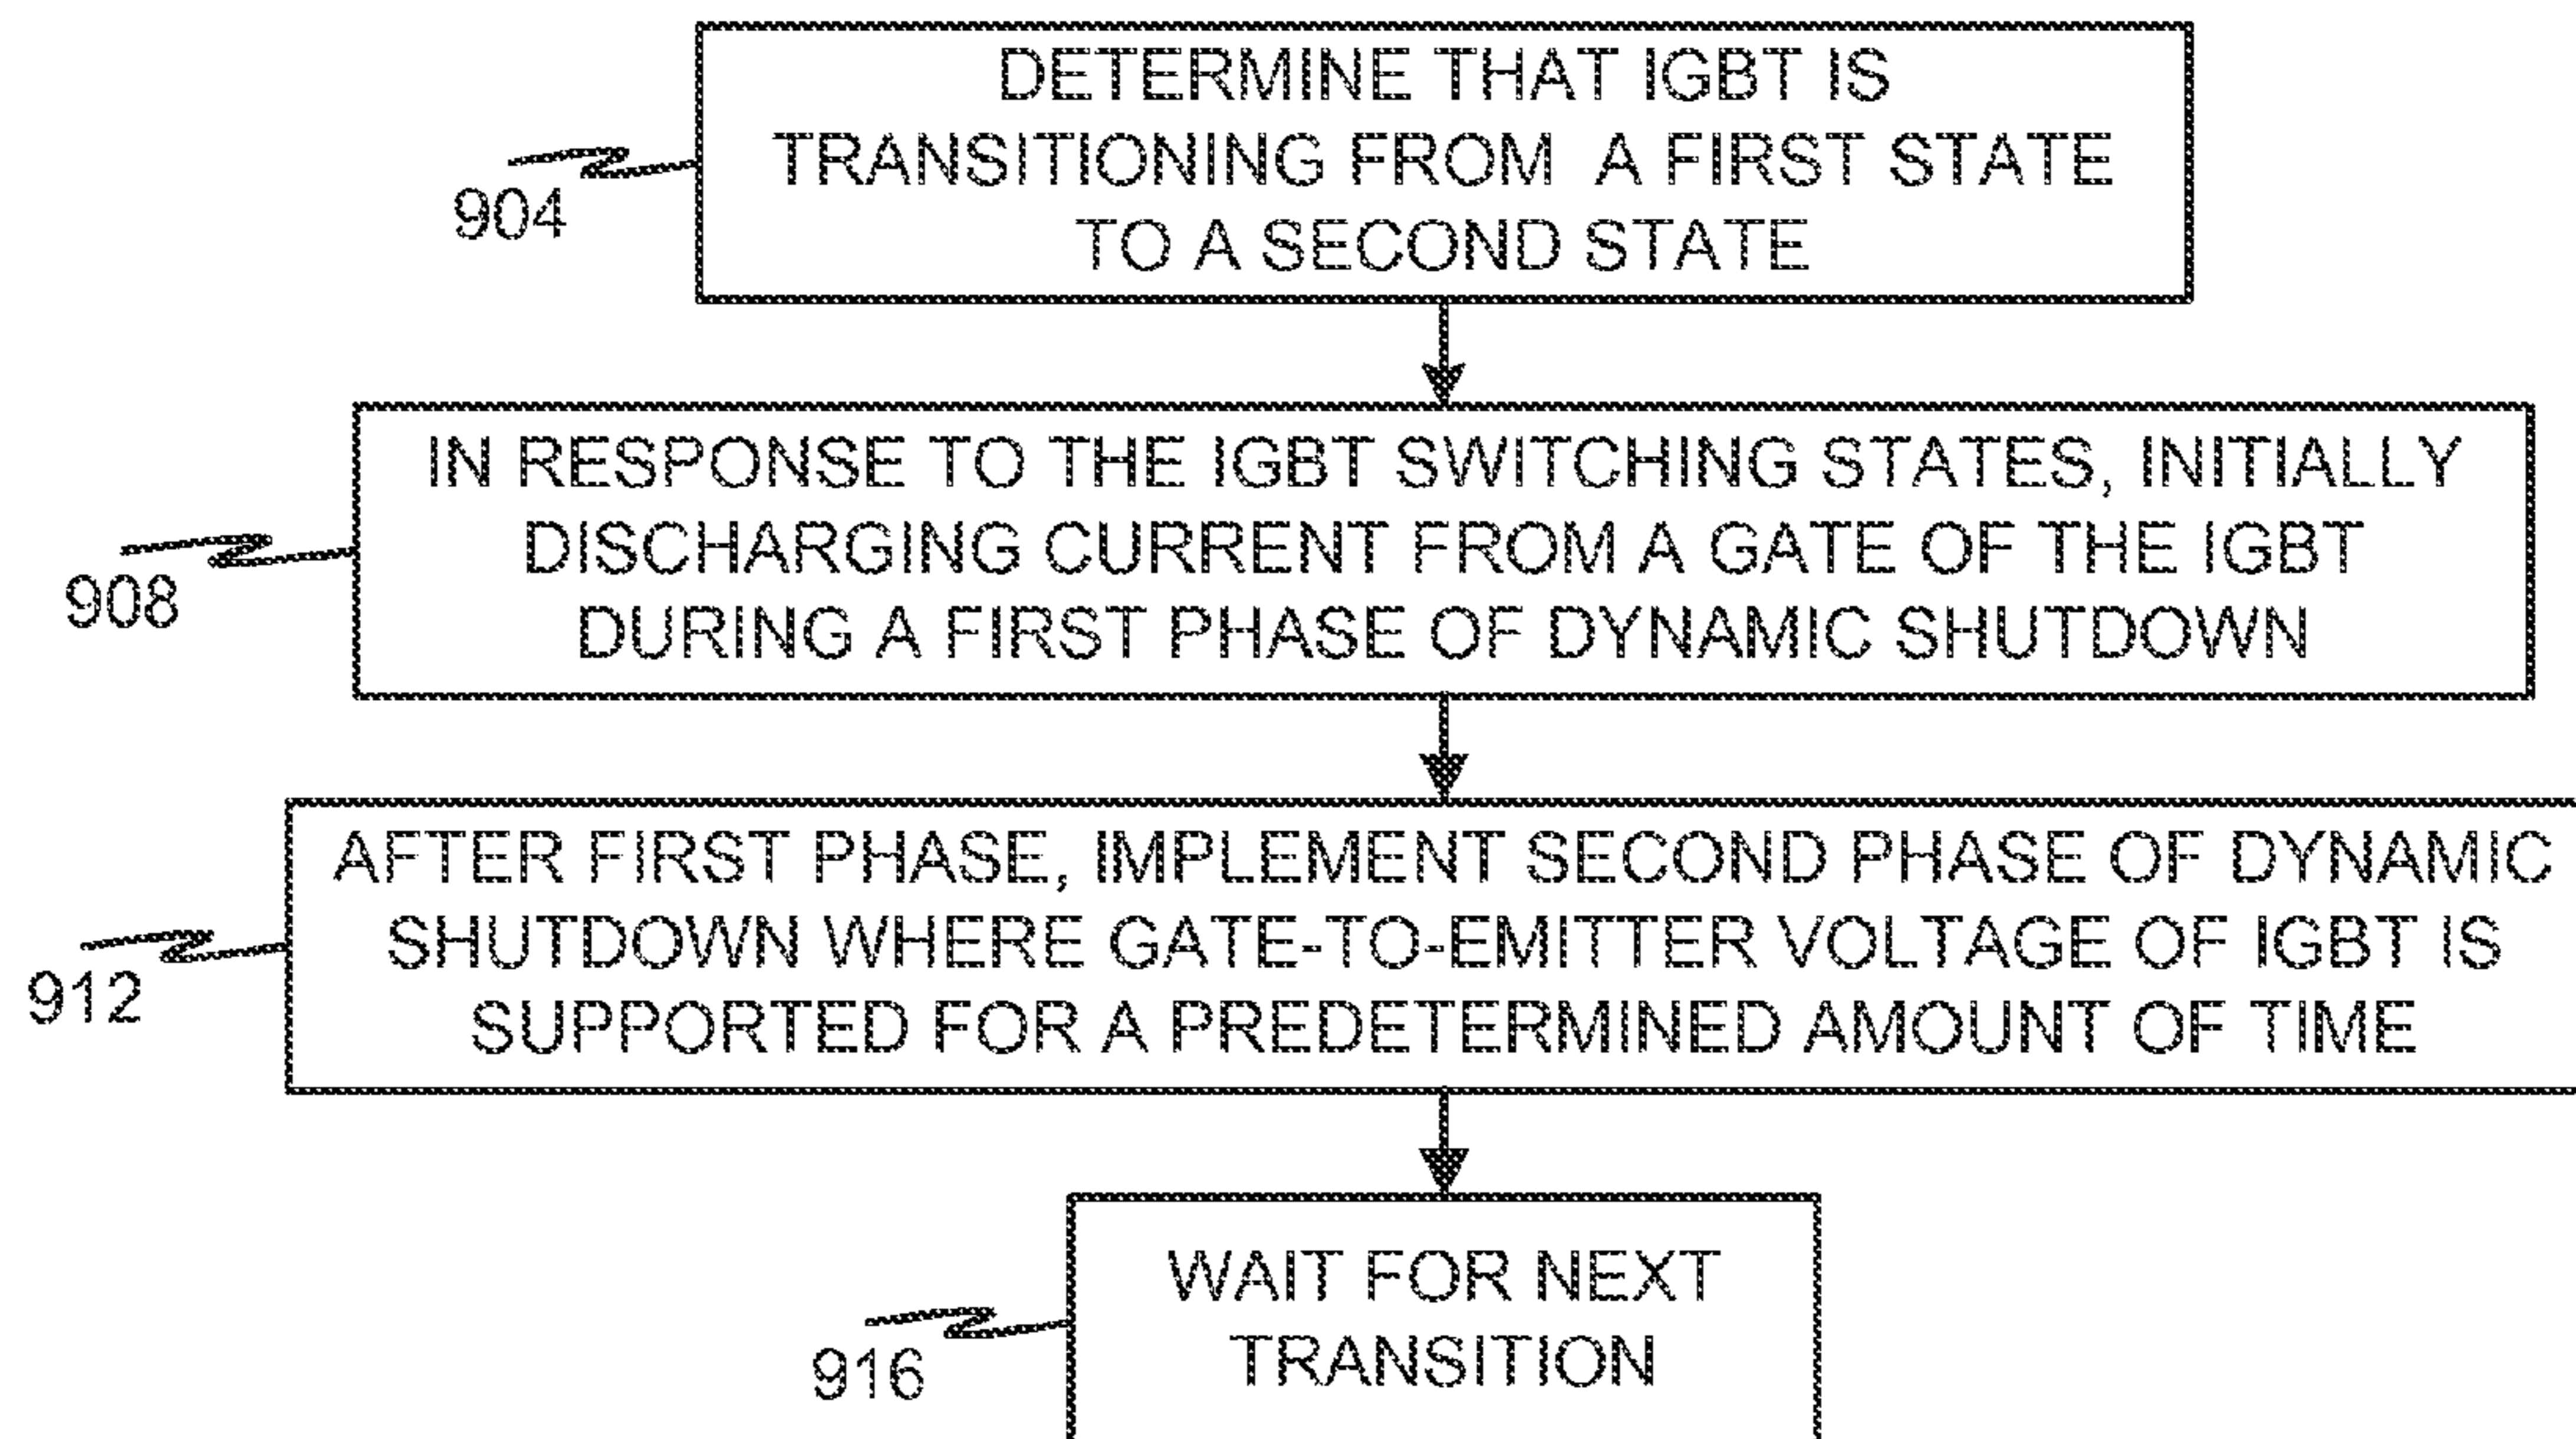 DETERMINE THAT IGBT IS
TRANSITIONING FROM A FIRST STATE
TO A SECOND STATE
904
IN RESPONSE TO THE IGBT SWITCHING STATES, INITIALLY
DISCHARGING CURRENT FROM A GATE OF THE IGBT
DURING A FIRST PHASE OF DYNAMIC SHUTDOWN
908
AFTER FIRST PHASE, IMPLEMENT SECOND PHASE OF DYNAMIC
SHUTDOWN WHERE GATE-TO-EMITTER VOLTAGE OF IGBT IS
SUPPORTED FOR A PREDETERMINED AMOUNT OF TIME
912
WAIT FOR NEXT
TRANSITION
916